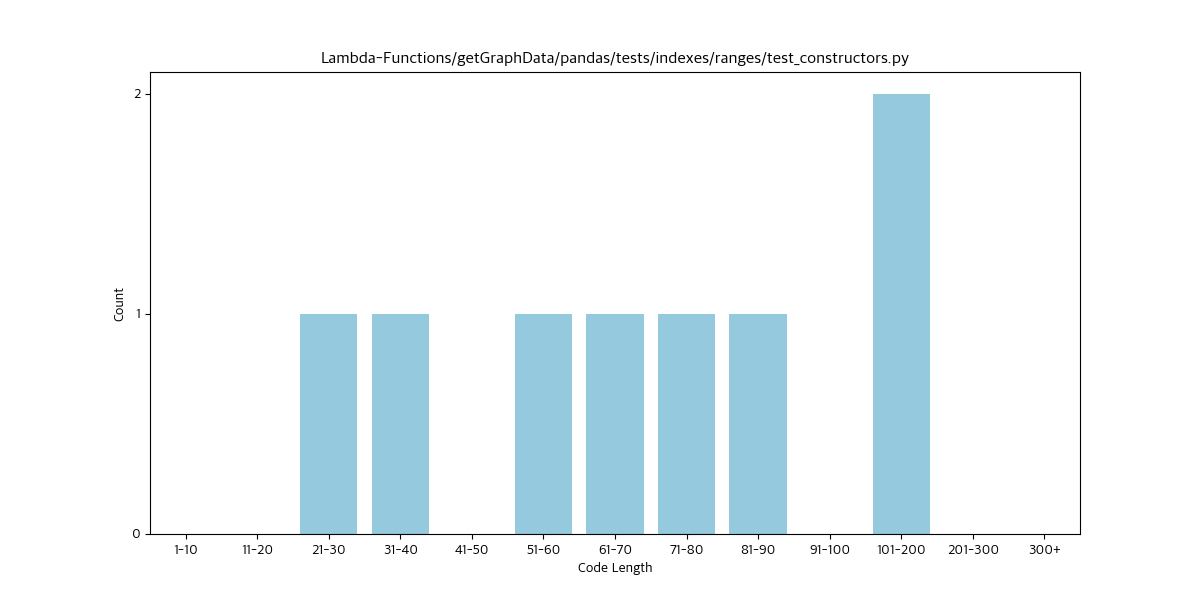 Lambda-Functions/getGraphData/pandas/tests/indexes/ranges/test_constructors.py
2
1
0
Count
1-10 11-20 21-30 31-40 41-50 51-60 61-70 71-80 81-90 91-100 101-200 201-300 300+
Code Length